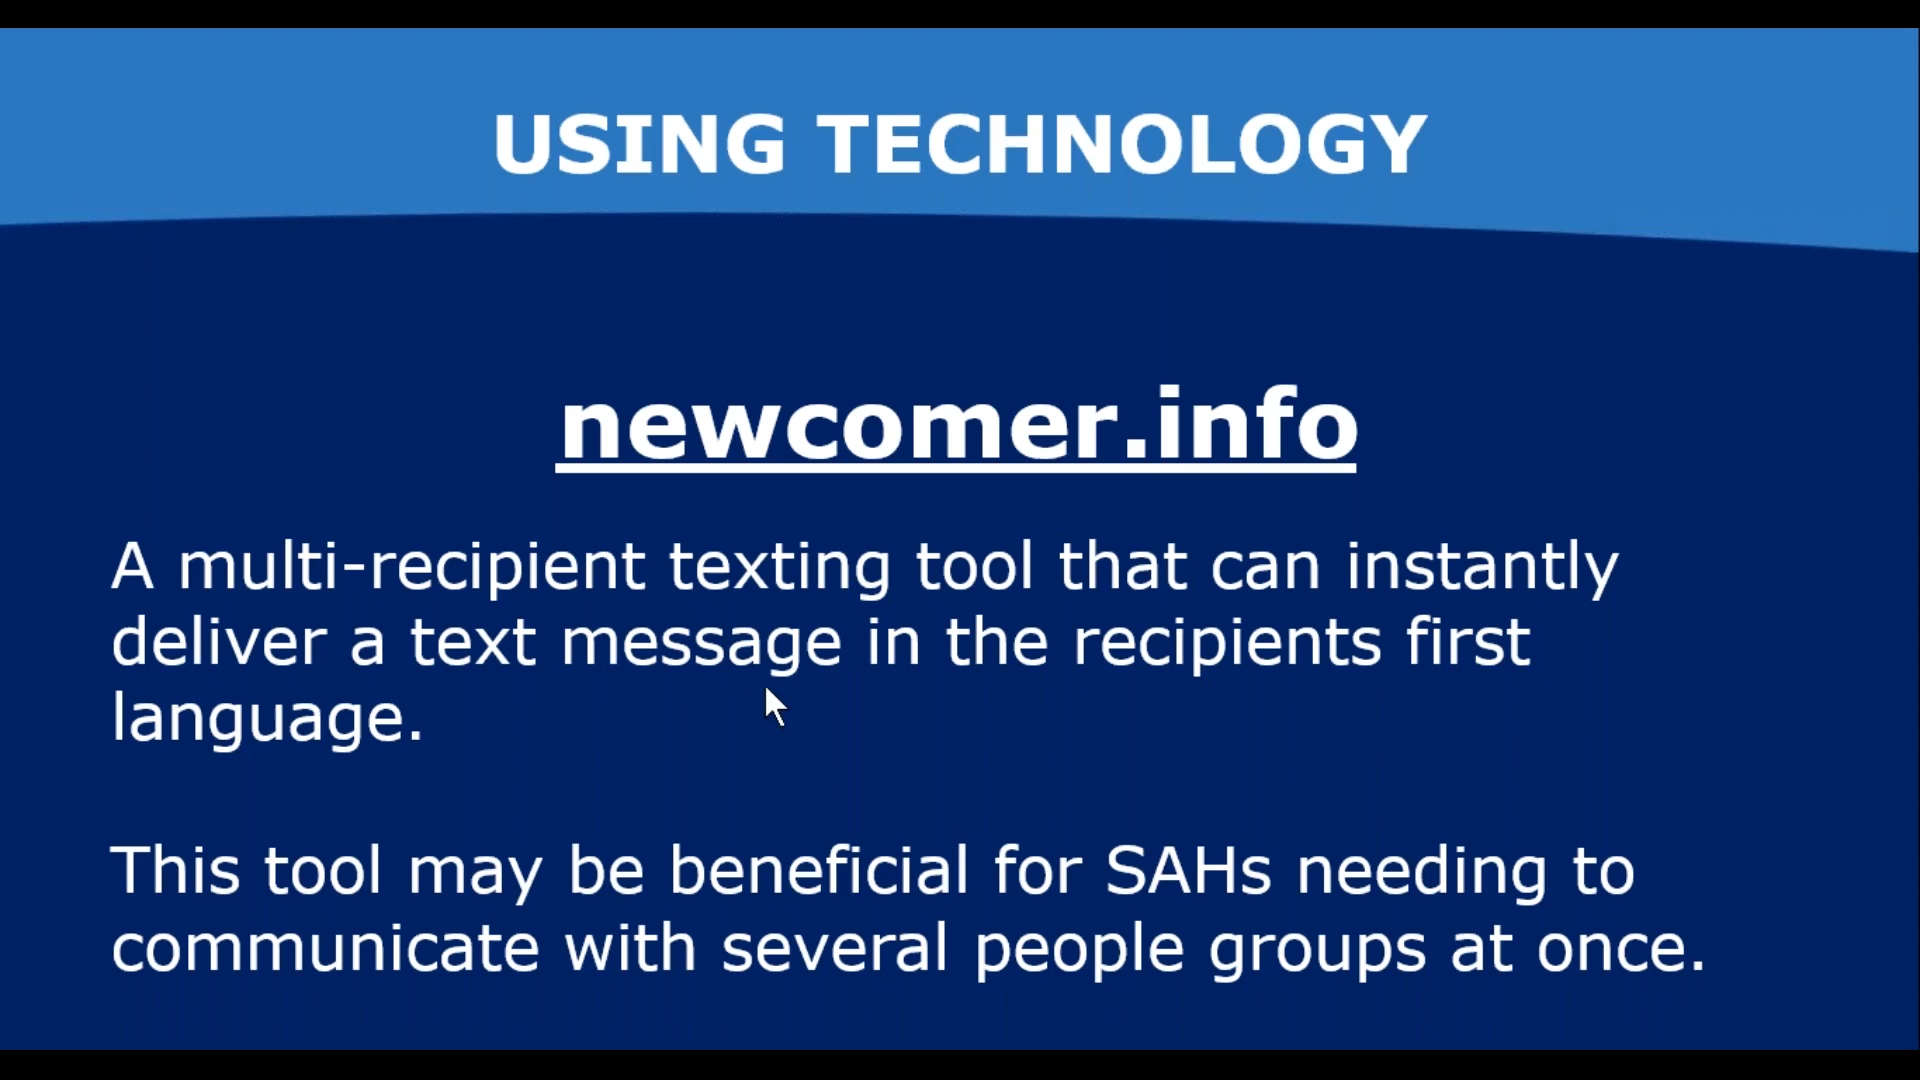 USING TECHNOLOGY
newcomer.info
A multi-recipient texting tool that can instantly
deliver a text message in the recipients first
language.
This tool may be beneficial for SAHs needing to
communicate with several people groups at once.